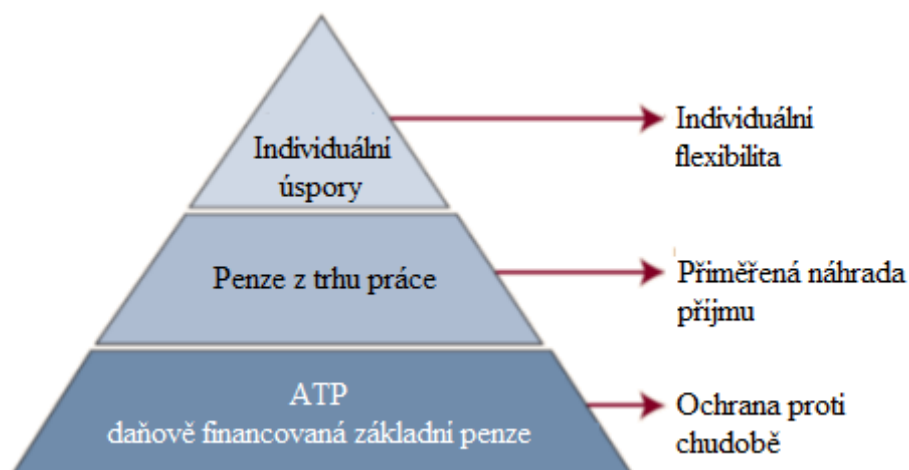 Individuální
úspory
Individuální
flexibilita
Penze z trhu práce
Přiměřená náhrada
příjmu
ATP
daňově financovaná základní penze
Ochrana proti
chudobě